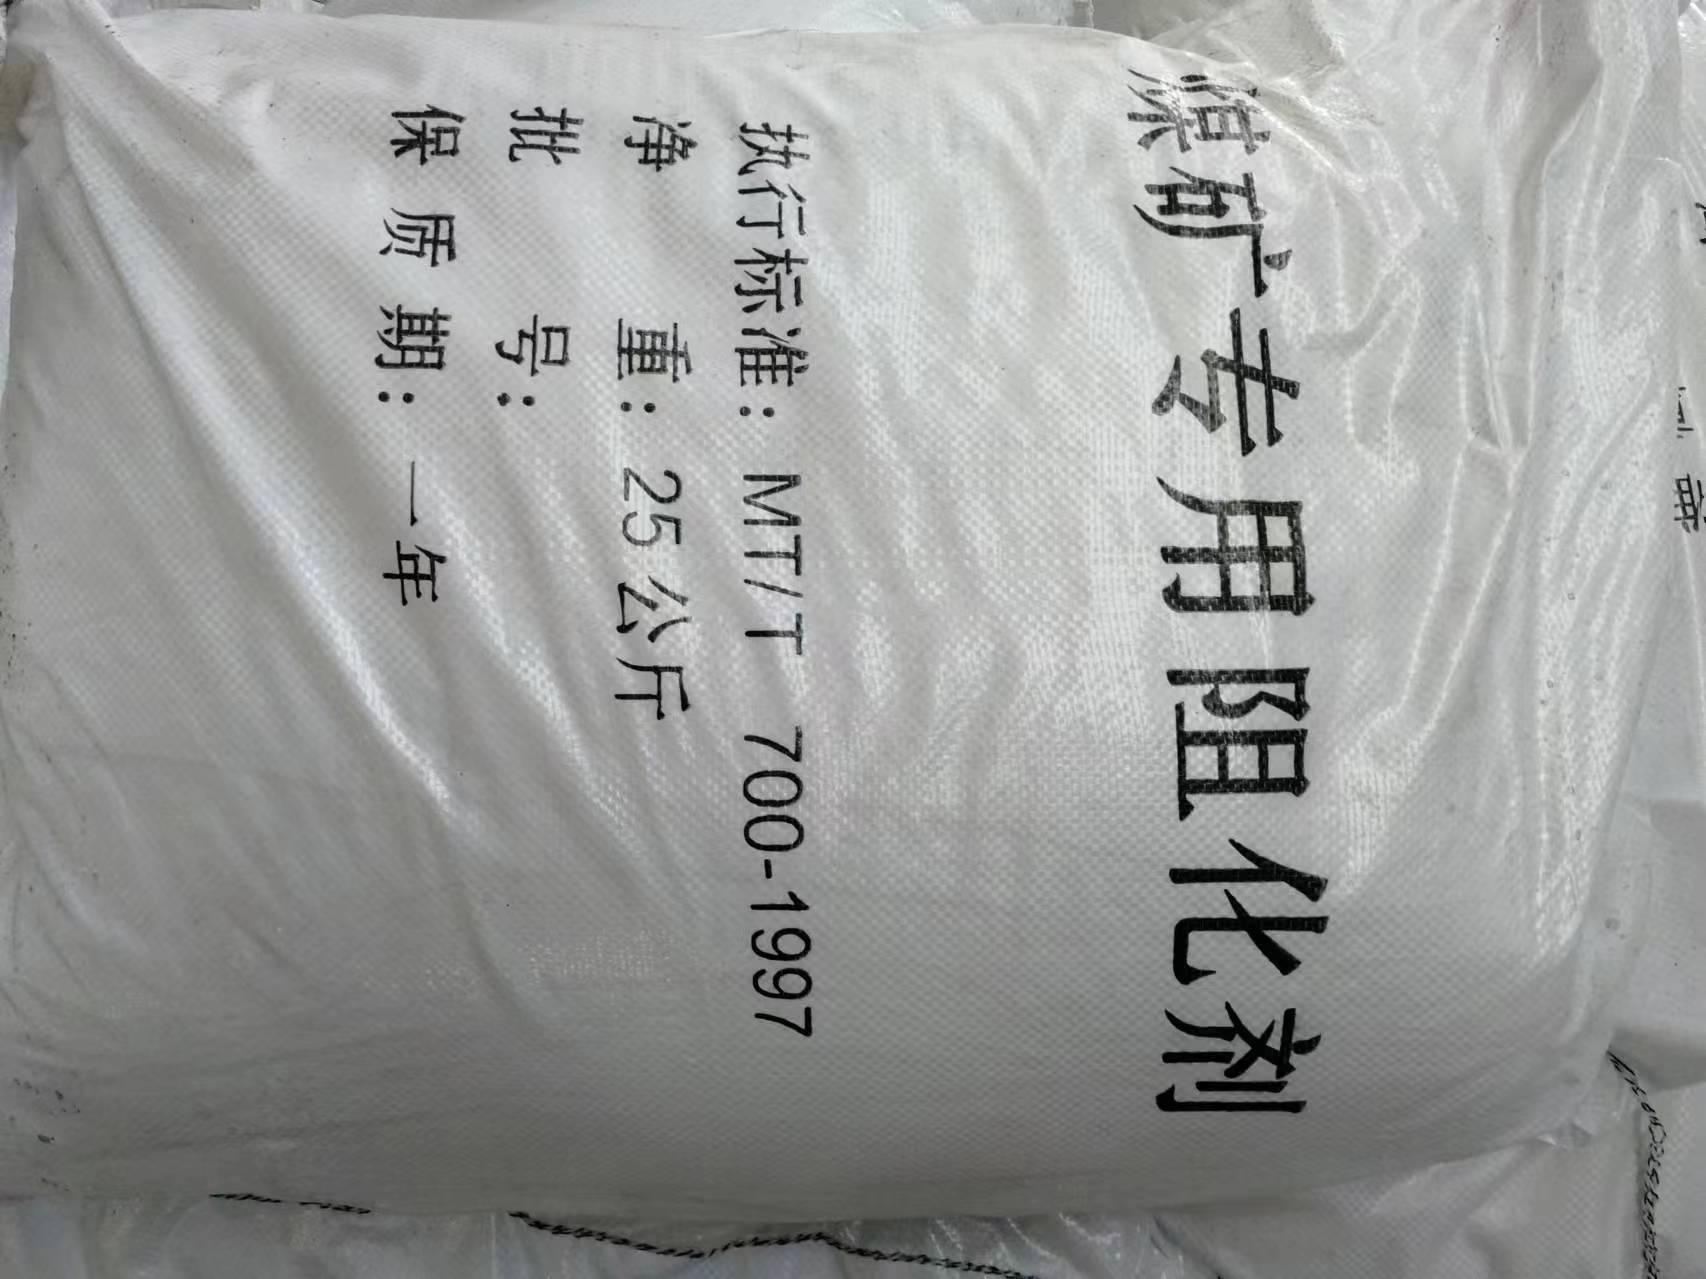 煤矿专用阻化剂
执行标准：MT/T 700-1997
净 重：25公斤
批 号：
保质期：一年